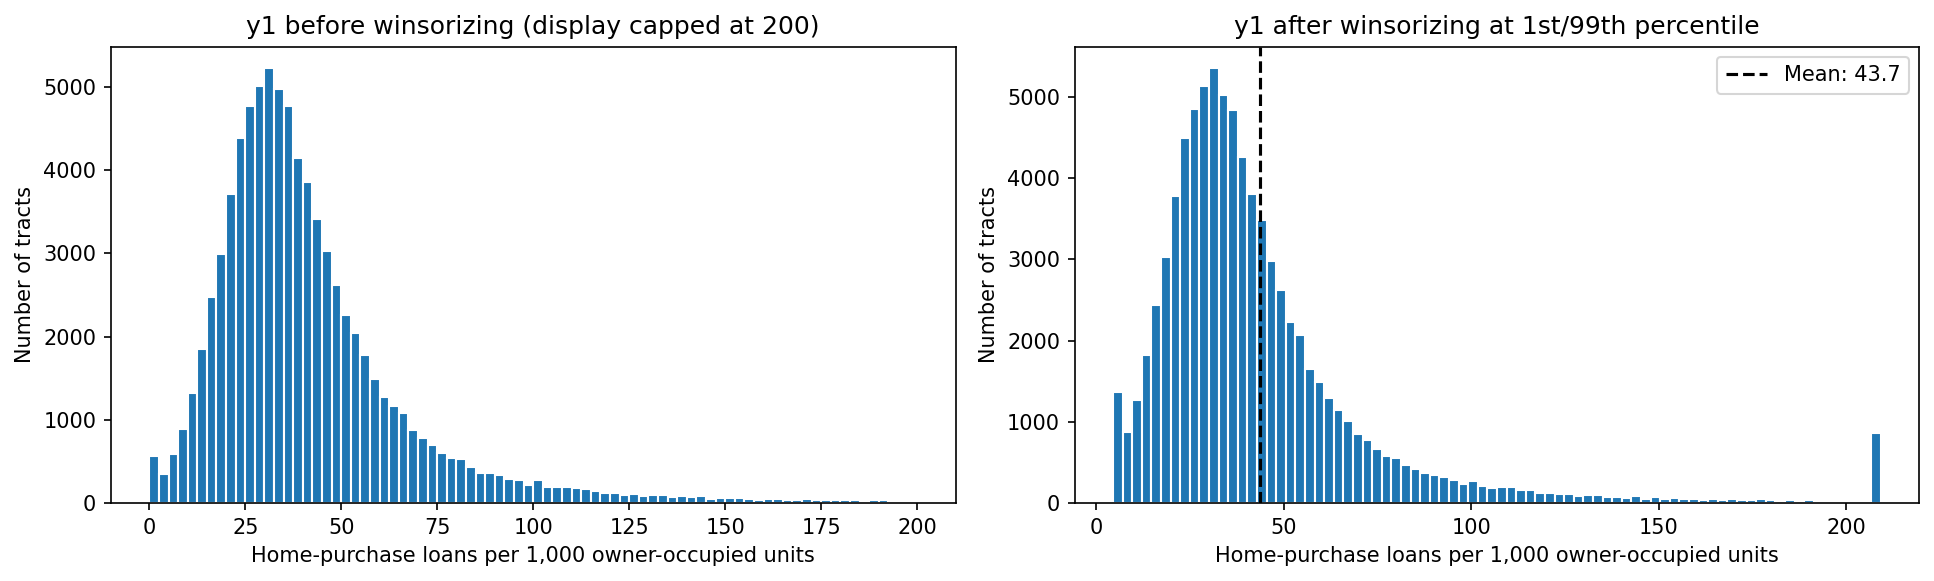 y1 before winsorizing (display capped at 200)
Number of tracts
5000
4000
3000
2000
1000
0
0 25 50 75 100 125 150 175 200
Home-purchase loans per 1,000 owner-occupied units
y1 after winsorizing at 1st/99th percentile
Mean: 43.7
Number of tracts
5000
4000
3000
2000
1000
0
0 50 100 150 200
Home-purchase loans per 1,000 owner-occupied units